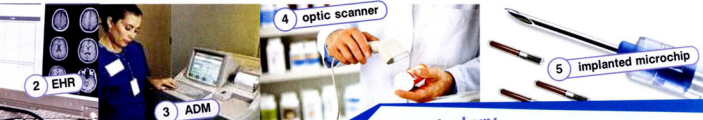 2 EHR
3 ADM
4 optic scanner
5 implanted microchip